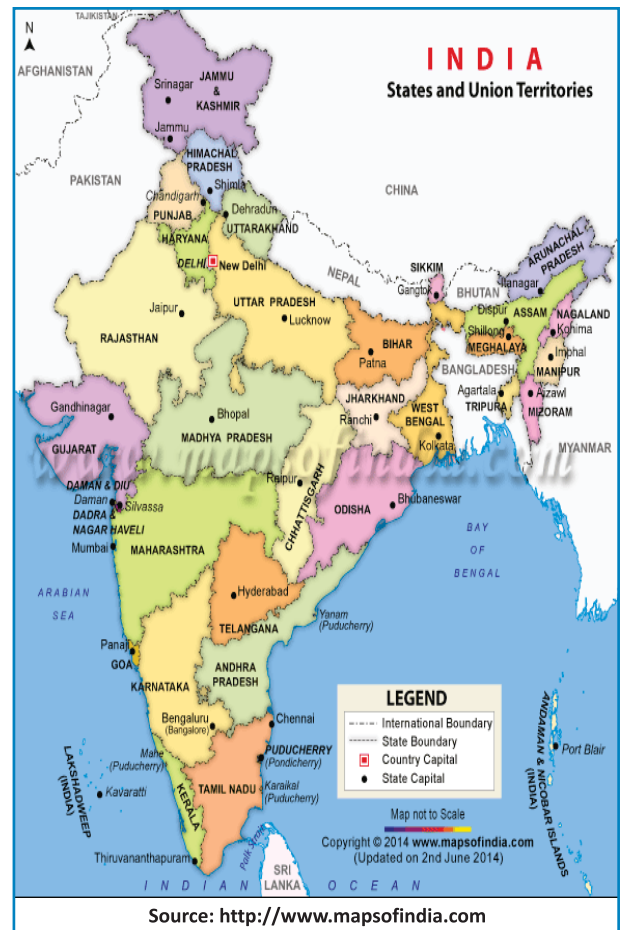 TAJIKISTAN
N
AFGHANISTAN
INDIA
States and Union Territories
JAMMU
&
KASHMIR
Srinagar
Jammu
HIMACHAL
PRADESH
Shimla
PAKISTAN
CHINA
Chandigarh
PUNJAB
Dehradun
UTTARAKHAND
HARYANA
DELHI
New Delhi
NEPAL
SIKKIM
Gangtok
BHUTAN
ARUNACHAL
PRADESH
Itanagar
Jaipur
RAJASTHAN
UTTAR PRADESH
Lucknow
BIHAR
Patna
Dispur
ASSAM
NAGALAND
Kohima
Shillong
MEGHALAYA
Imphal
MANIPUR
BANGLADESH
Agartala
TRIPURA
Aizawl
MIZORAM
MYANMAR
Gandhinagar
GUJARAT
Bhopal
MADHYA PRADESH
JHARKHAND
Ranchi
WEST
BENGAL
Kolkata
www.mapsofindia.com
DAMAN & DIU
Daman
Silvassa
DADRA &
NAGAR HAVELI
Mumbai
MAHARASHTRA
Raipur
CHHATTISGARH
ODISHA
Bhubaneswar
BAY
OF
BENGAL
ARABIAN
SEA
Hyderabad
TELANGANA
Yanam
(Puducherry)
Panaji
GOA
KARNATAKA
ANDHRA
PRADESH
Bengaluru
(Bangalore)
Chennai
Mahe
(Puducherry)
PUDUCHERRY
(Pondicherry)
LAKSHADWEEP
(INDIA)
Kavaratti
KERALA
TAMIL NADU
Karaikal
(Puducherry)
Thiruvananthapuram
Palk Strait
SRI
LANKA
INDIAN OCEAN
ANDAMAN & NICOBAR ISLANDS
(INDIA)
Port Blair
LEGEND
International Boundary
State Boundary
Country Capital
State Capital
Map not to Scale
Copyright © 2014 www.mapsofindia.com
(Updated on 2nd June 2014)
Source: http://www.mapsofindia.com